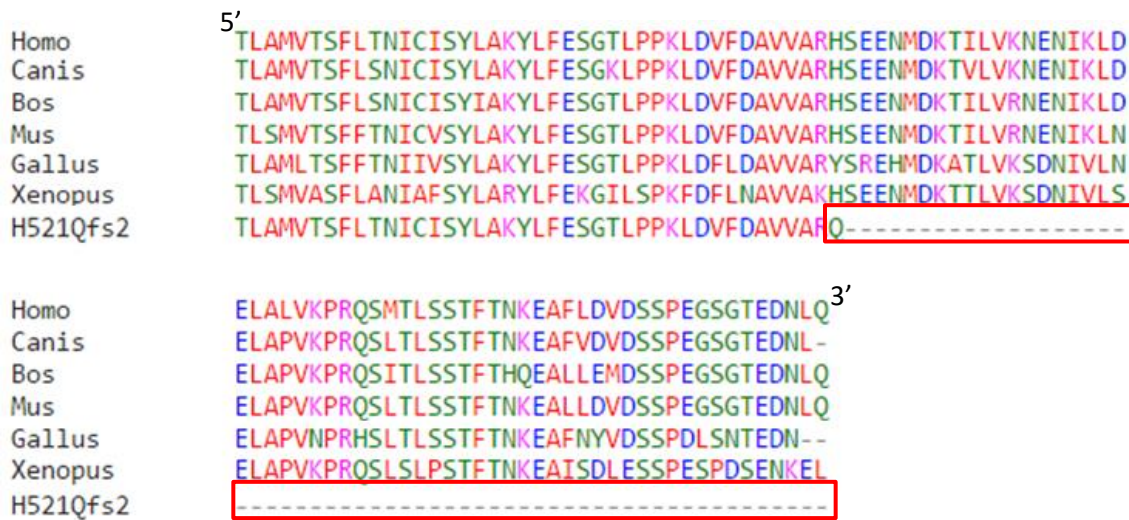 5’
Homo TLAMVTSFLTNICISYLAKYLFESGTLPPKLDVFDAVVARHSEENMDKTILVKNENIKLD
Canis TLAMVTSFLSNICISYLAKYLFESGKLPPKLDVFDAVVARHSEENMDKTVLVKNENIKLD
Bos TLAMVTSFLSNICISYIAKYLFESGTLPPKLDVFDAVVARHSEENMDKTILVRNENIKLD
Mus TLSMVTSFFTNICVSYLAKYLFESGTLPPKLDVFDAVVARHSEENMDKTILVRNENIKLN
Gallus TLAMLTSFFTNIIVSYLAKYLFESGTLPPKLDFLDAVVARYSREHMDKATLVKSDNIVLN
Xenopus TLSMVASFLANIAFSYLARYLFEKGILSPKFDFLNAVVAKHSEENMDKTTLVKSDNIVLS
H521Qfs2 TLAMVTSFLTNICISYLAKYLFESGTLPPKLDVFDAVVARQ-------------------
Homo ELALVKPRQSMTLSSTFTNKEAFLDVDSSPEGSGTEDNLQ 3’
Canis ELAPVKPRQSLTLSSTFTNKEAFVDVDSSPEGSGTEDNL-
Bos ELAPVKPRQSITLSSTFTHQEALLEMDSSPEGSGTEDNLQ
Mus ELAPVKPRQSLTLSSTFTNKEALLDVDSSPEGSGTEDNLQ
Gallus ELAPVNPRHSLTLSSTFTNKEAFNYVDSSPDLSNTEDN--
Xenopus ELAPVKPRQSLSLPSTFTNKEAISDLESSPESPDSENKEL
H521Qfs2 ----------------------------------------